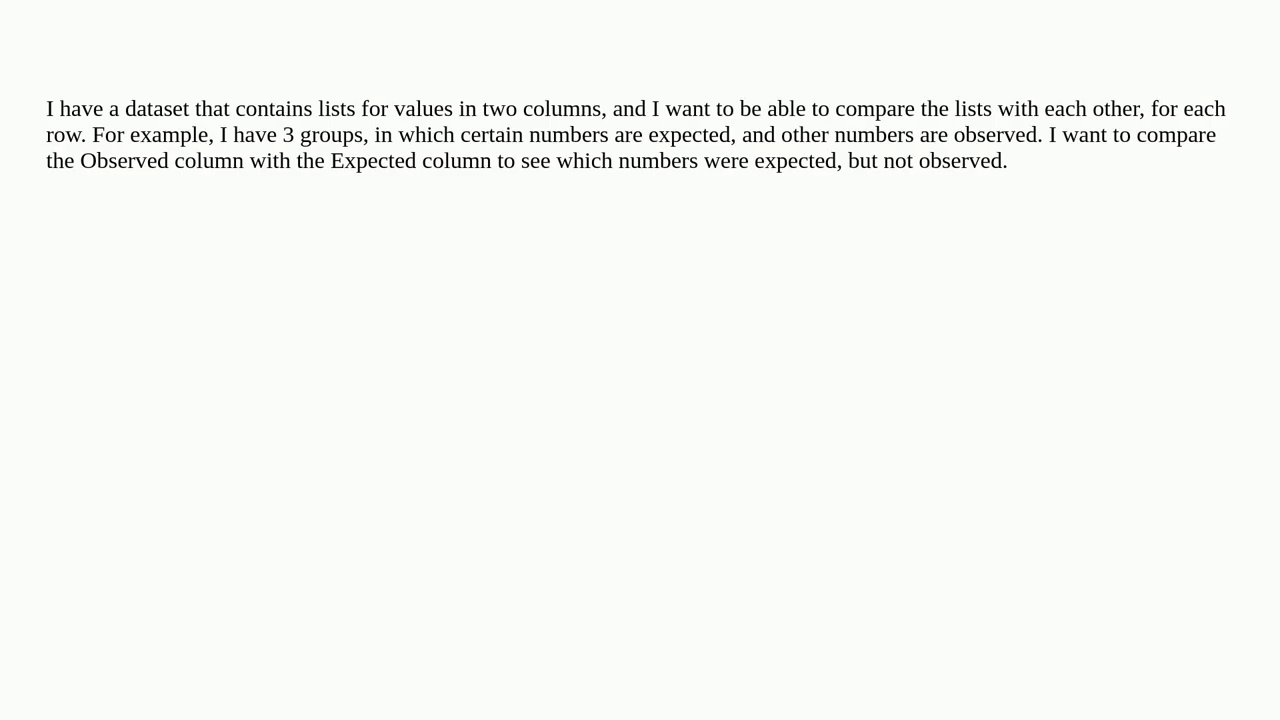 I have a dataset that contains lists for values in two columns, and I want to be able to compare the lists with each other, for each
row. For example, I have 3 groups, in which certain numbers are expected, and other numbers are observed. I want to compare
the Observed column with the Expected column to see which numbers were expected, but not observed.